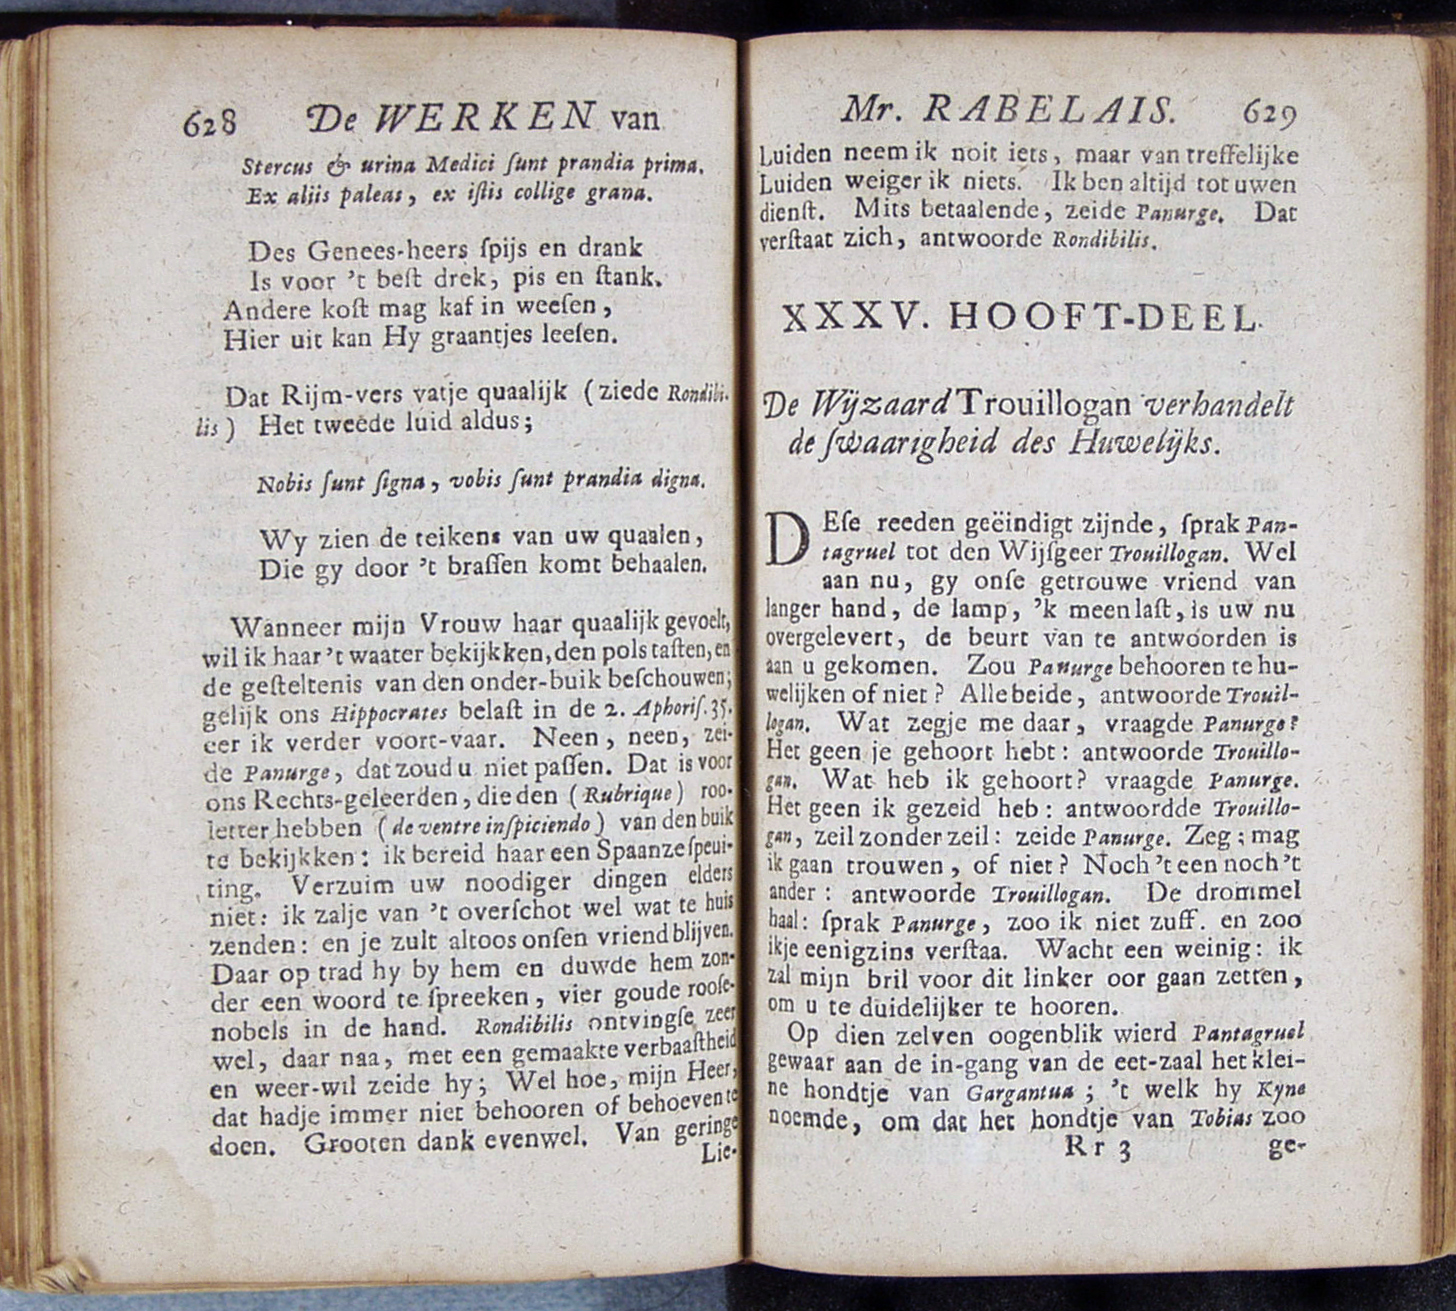 628 De WERKEN van
Stercus & urina Medici ſunt prandia prima.
Ex aliis paleas, ex iſtis collige grana.
Des Genees-heers ſpijs en drank
Is voor 't beſt drek, pis en ſtank.
Andere koſt mag kaf in weeſen,
Hier uit kan Hy graantjes leeſen.
Dat Rijm-vers vatje quaalijk (ziede Rondibi-
lis) Het tweede luid aldus;
Nobis ſunt ſigna, vobis ſunt prandia digna.
Wy zien de teikens van uw quaalen,
Die gy door 't braſſen komt behaalen.
Wanneer mijn Vrouw haar quaalijk gevoelt,
wil ik haar 't waater bekijkken, den pols taſten, en
de geſteltenis van den onder-buik beſchouwen;
gelijk ons Hippocrates belaſt in de 2. Aphoriſ. 35.
eer ik verder voort-vaar. Neen, neen, zei-
de Panurge, dat zoud u niet paſſen. Dat is voor
ons Rechts-geleerden, die den (Rubrique) roo-
letter hebben (de ventre inſpiciendo) van den buik
te bekijkken: ik bereid haar een Spaanze ſpeui-
ting. Verzuim uw noodiger dingen elders
niet: ik zalje van 't overſchot wel wat te huis
zenden: en je zult altoos onſen vriend blijven.
Daar op trad hy by hem en duwde hem zon-
der een woord te ſpreeken, vier goude rooſe-
nobels in de hand. Rondibilis ontvingſe zeer
wel, daar naa, met een gemaakte verbaaſtheid
en weer-wil zeide hy; Wel hoe, mijn Heer,
dat hadje immer niet behooren of behoeven te
doen. Grooten dank evenwel. Van geringe
Lie-
Mr. RABELAIS. 629
Luiden neem ik noit iets, maar van treffelijke
Luiden weiger ik niets. Ik ben altijd tot uwen
dienſt. Mits betaalende, zeide Panurge. Dat
verſtaat zich, antwoorde Rondibilis.
XXXV. HOOFT-DEEL.
De Wijzaard Trouillogan verhandelt
de ſwaarigheid des Huwelijks.
DEſe reeden geëindigt zijnde, ſprak Pan-
tagruel tot den Wijſgeer Trouillogan. Wel
aan nu, gy onſe getrouwe vriend van
langer hand, de lamp, 'k meen laſt, is uw nu
overgelevert, de beurt van te antwoorden is
aan u gekomen. Zou Panurge behooren te hu-
welijken of niet? Alle beide, antwoorde Trouil-
logan. Wat zegje me daar, vraagde Panurge?
Het geen je gehoort hebt: antwoorde Trouillo-
gan. Wat heb ik gehoort? vraagde Panurge.
Het geen ik gezeid heb: antwoordde Trouillo-
gan, zeil zonder zeil: zeide Panurge. Zeg; mag
ik gaan trouwen, of niet? Noch 't een noch 't
ander: antwoorde Trouillogan. De drommel
haal: ſprak Panurge, zoo ik niet zuff. en zoo
ikje eenigzins verſtaa. Wacht een weinig: ik
zal mijn bril voor dit linker oor gaan zetten,
om u te duidelijker te hooren.
Op dien zelven oogenblik wierd Pantagruel
gewaar aan de in-gang van de eet-zaal het klei-
ne hondtje van Gargantua; 't welk hy Kyne
noemde, om dat het hondtje van Tobias zoo
Rr 3 ge-